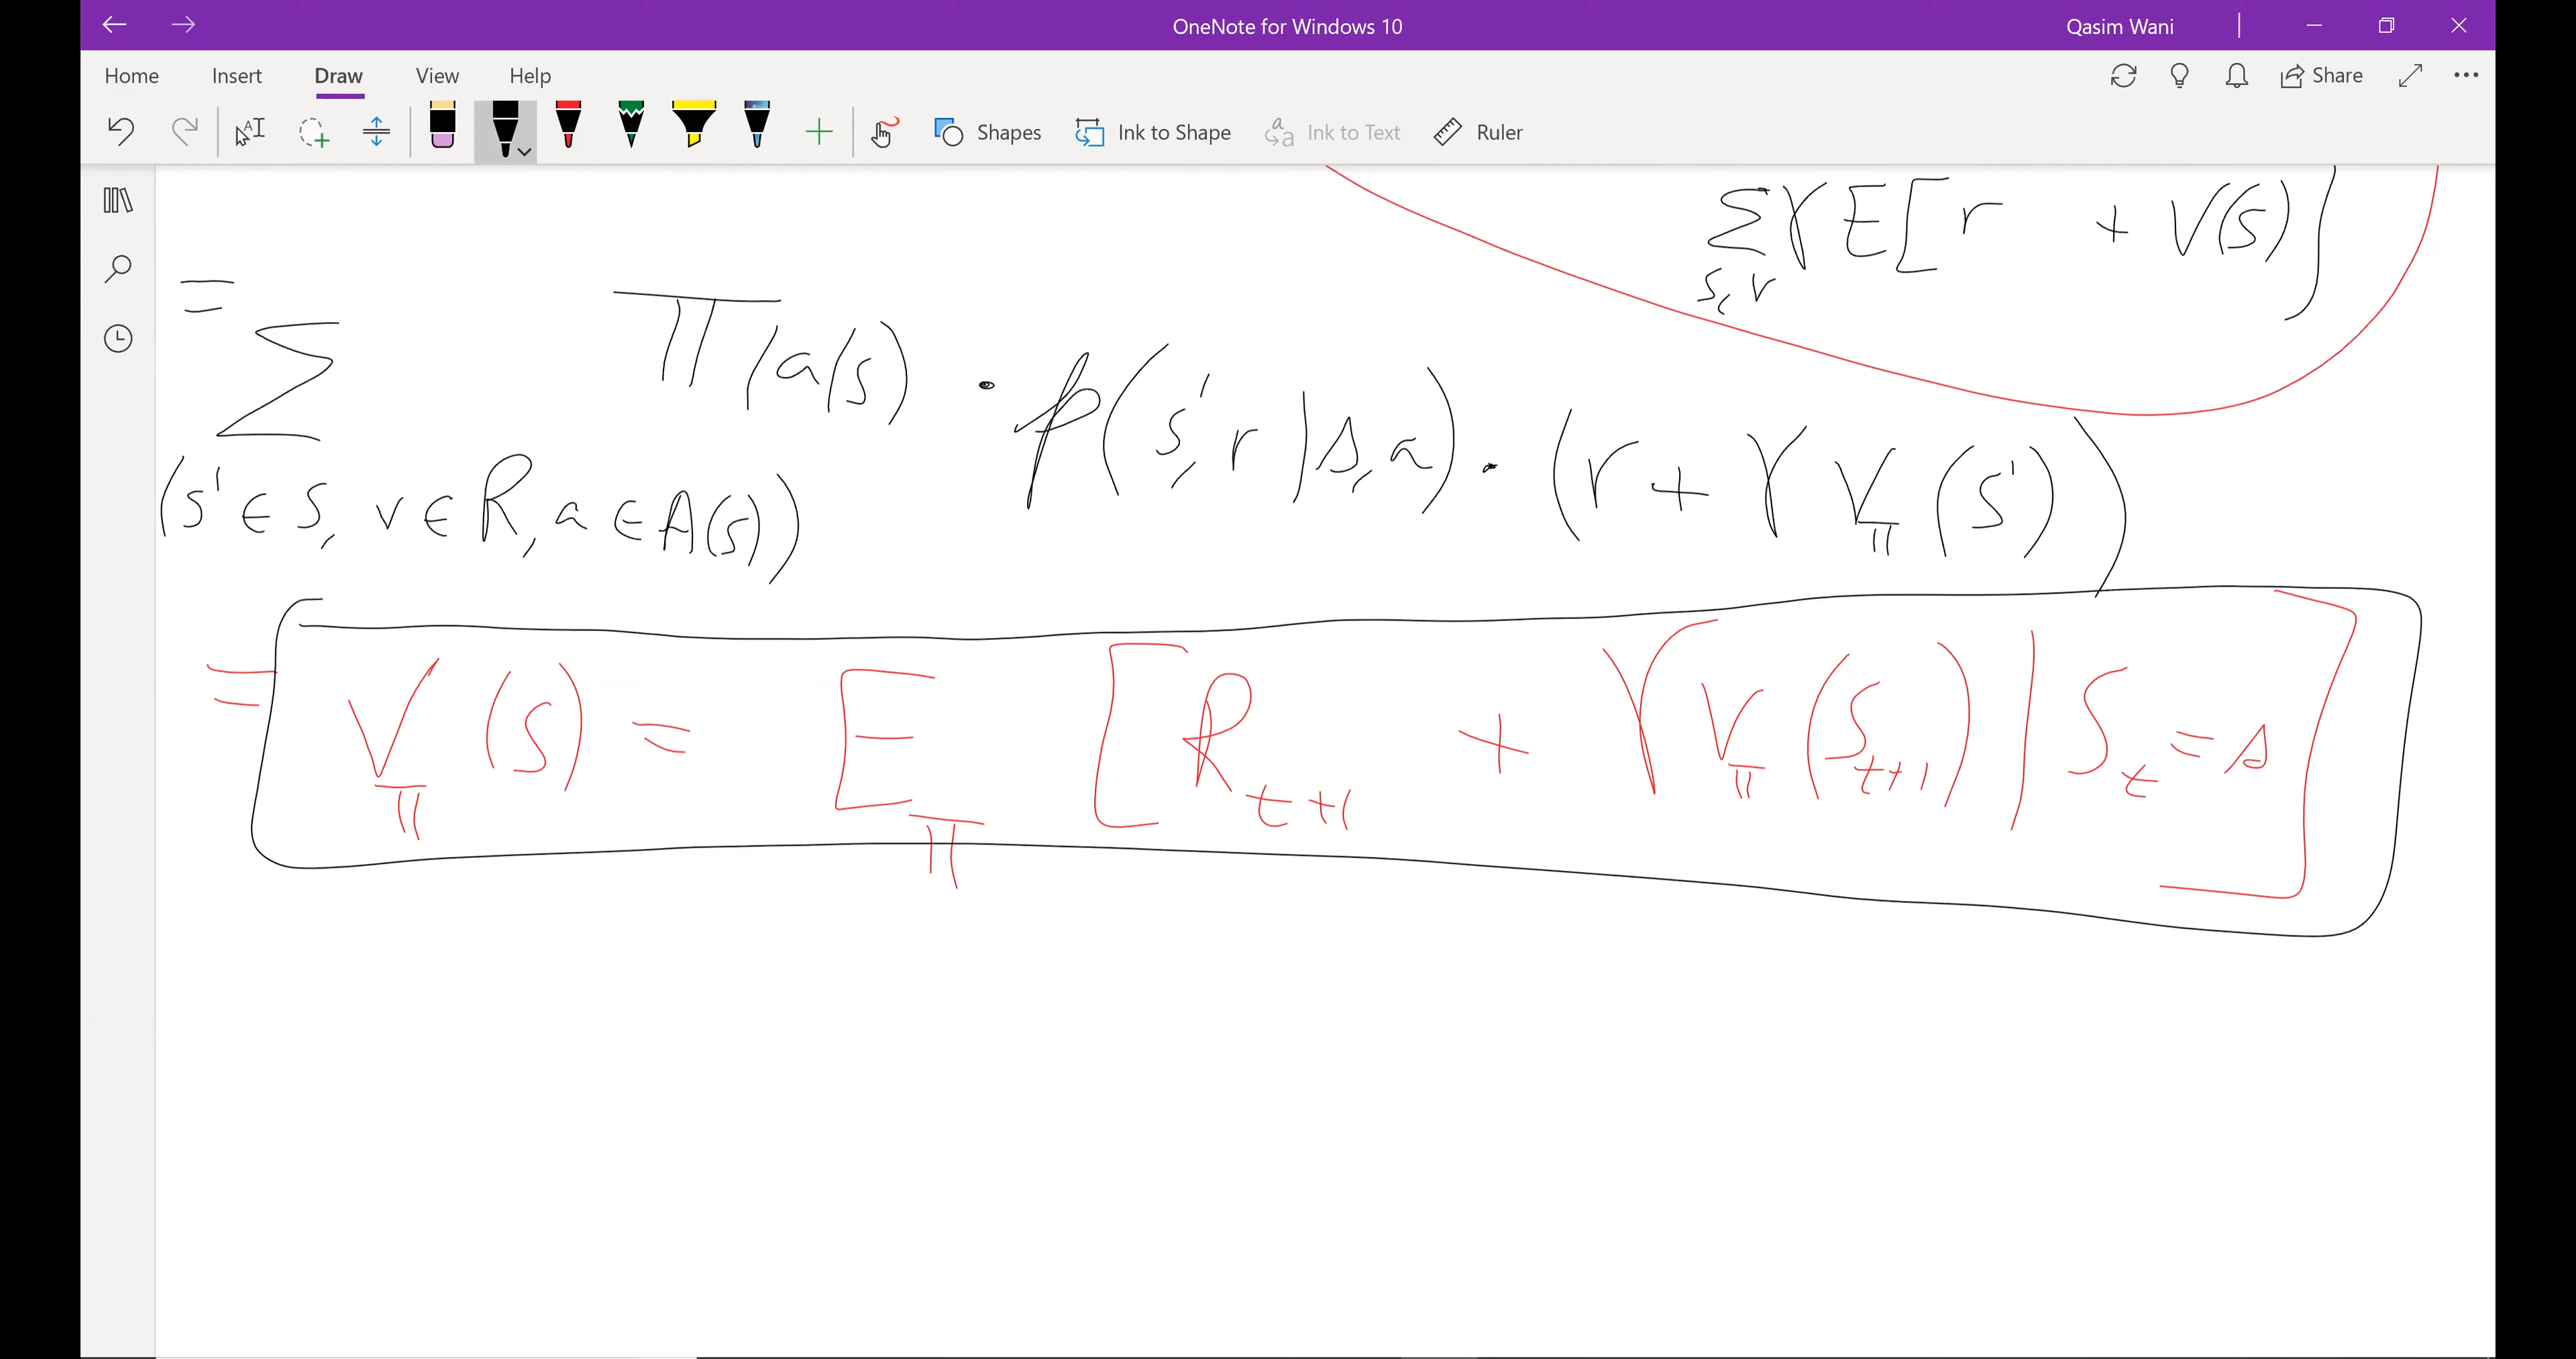 OneNote for Windows 10
Qasim Wani
Home Insert Draw View Help
Share
Shapes Ink to Shape Ink to Text Ruler
Σ γ E [ r + V(s) ]
s, r
= Σ π(a|s) · p(s', r | s, a) · (r + γ V_π (s'))
(s' ∈ S, r ∈ R, a ∈ A(s))
= V_π (s) = E_π [ R_{t+1} + γ V_π (S_{t+1}) | S_t = s ]